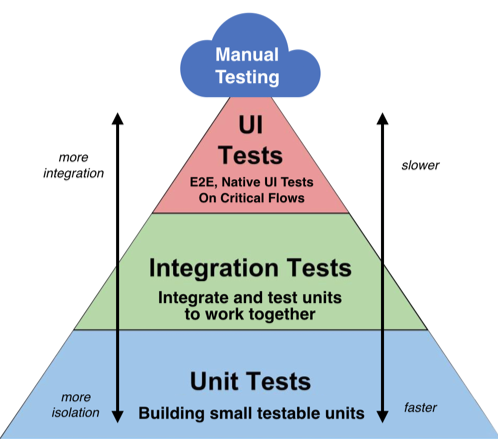 Manual
Testing
UI
Tests
E2E, Native UI Tests
On Critical Flows
more
integration
slower
Integration Tests
Integrate and test units
to work together
Unit Tests
Building small testable units
more
isolation
faster